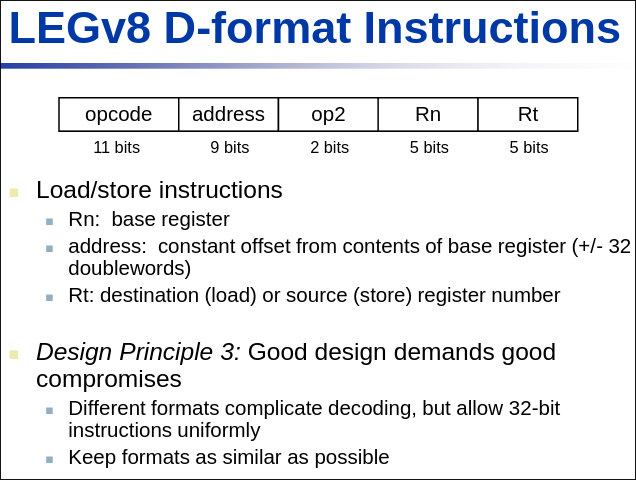 LEGv8 D-format Instructions
opcode address op2 Rn Rt
11 bits 9 bits 2 bits 5 bits 5 bits
Load/store instructions
Rn: base register
address: constant offset from contents of base register (+/- 32
doublewords)
Rt: destination (load) or source (store) register number
Design Principle 3: Good design demands good
compromises
Different formats complicate decoding, but allow 32-bit
instructions uniformly
Keep formats as similar as possible